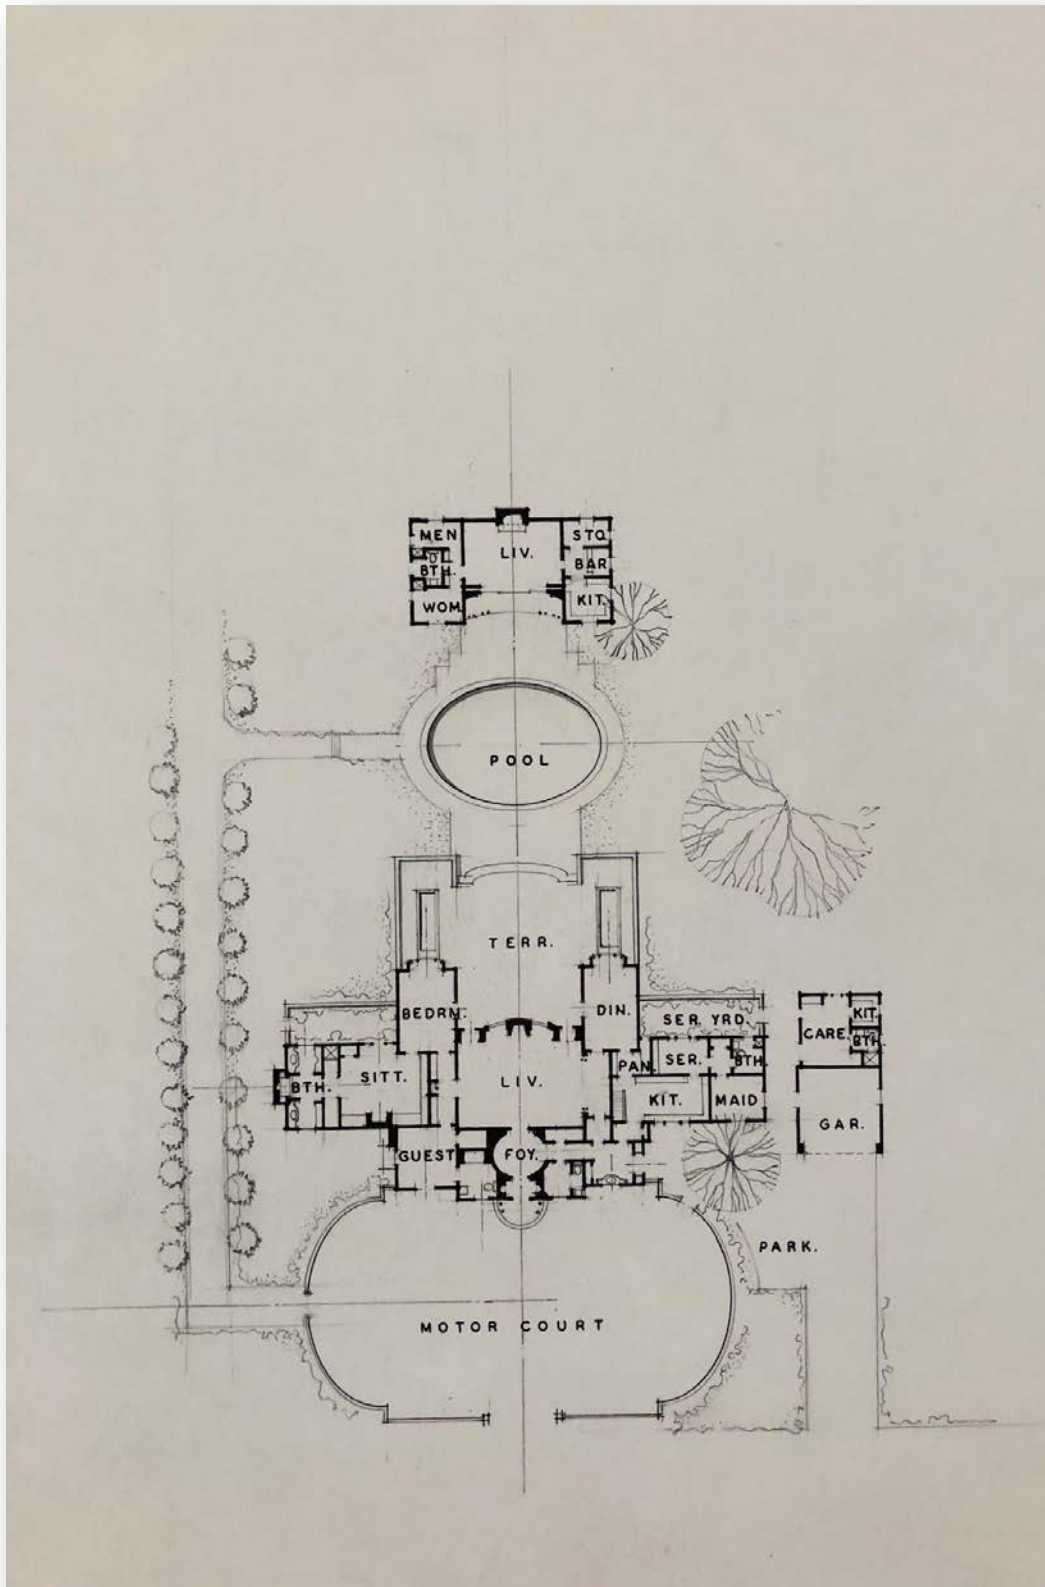 MEN
LIV.
STO.
BTH.
BAR
WOM.
KIT.
POOL
TERR.
BEDRM.
DIN.
SER. YRD.
KIT.
CARE.
BTH.
BTH.
SITT.
LIV.
PAN.
SER.
BTH.
KIT.
MAID
GAR.
GUEST
FOY.
PARK.
MOTOR COURT